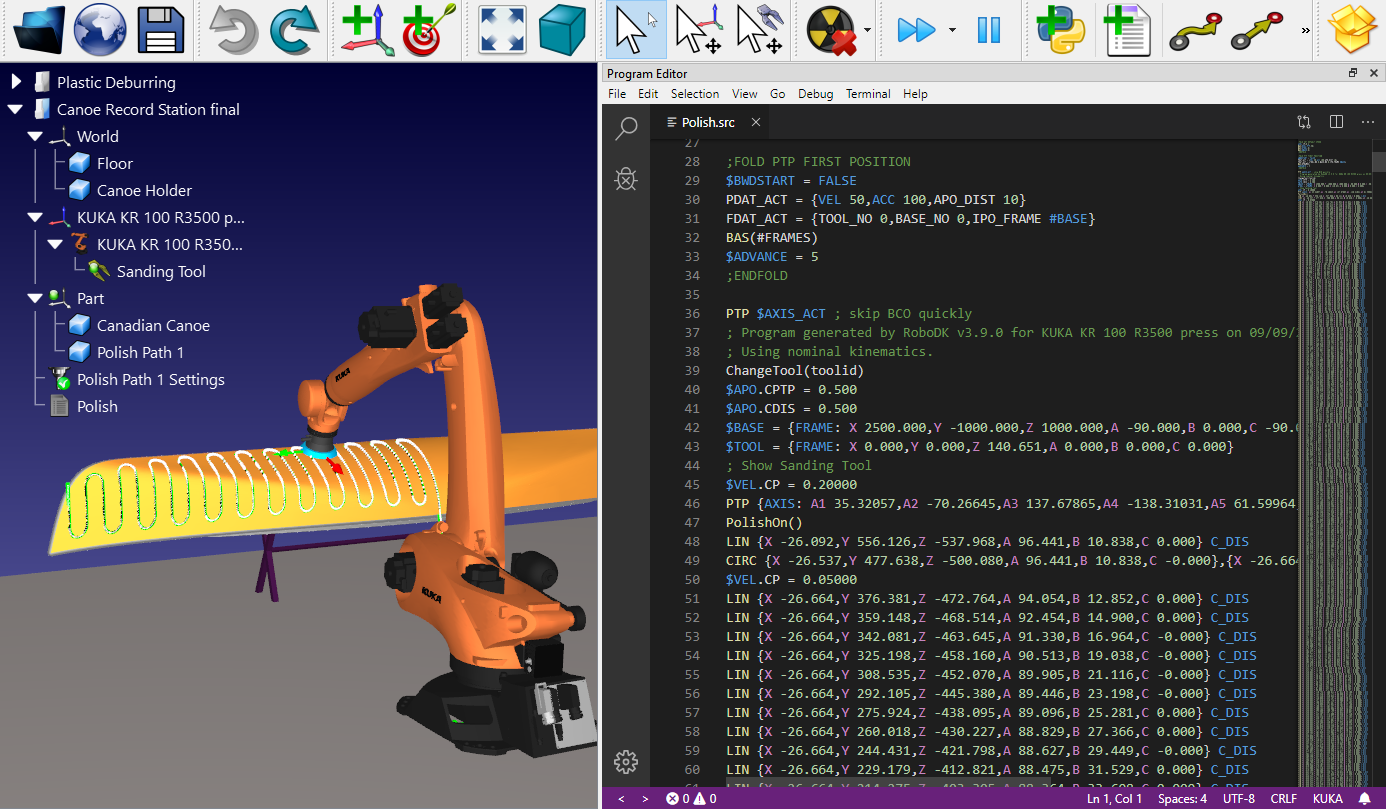 Plastic Deburring
Canoe Record Station final
World
Floor
Canoe Holder
KUKA KR 100 R3500 p...
KUKA KR 100 R350...
Sanding Tool
Part
Canadian Canoe
Polish Path 1
Polish Path 1 Settings
Polish
KUKA
KUKA
Program Editor
File Edit Selection View Go Debug Terminal Help
Polish.src
27
28 ;FOLD PTP FIRST POSITION
29 $BWDSTART = FALSE
30 PDAT_ACT = {VEL 50,ACC 100,APO_DIST 10}
31 FDAT_ACT = {TOOL_NO 0,BASE_NO 0,IPO_FRAME #BASE}
32 BAS(#FRAMES)
33 $ADVANCE = 5
34 ;ENDFOLD
35
36 PTP $AXIS_ACT ; skip BCO quickly
37 ; Program generated by RoboDK v3.9.0 for KUKA KR 100 R3500 press on 09/09/
38 ; Using nominal kinematics.
39 ChangeTool(toolid)
40 $APO.CPTP = 0.500
41 $APO.CDIS = 0.500
42 $BASE = {FRAME: X 2500.000,Y -1000.000,Z 1000.000,A -90.000,B 0.000,C -90.
43 $TOOL = {FRAME: X 0.000,Y 0.000,Z 140.651,A 0.000,B 0.000,C 0.000}
44 ; Show Sanding Tool
45 $VEL.CP = 0.20000
46 PTP {AXIS: A1 35.32057,A2 -70.26645,A3 137.67865,A4 -138.31031,A5 61.59964,
47 PolishOn()
48 LIN {X -26.092,Y 556.126,Z -537.968,A 96.441,B 10.838,C 0.000} C_DIS
49 CIRC {X -26.537,Y 477.638,Z -500.080,A 96.441,B 10.838,C -0.000},{X -26.664
50 $VEL.CP = 0.05000
51 LIN {X -26.664,Y 376.381,Z -472.764,A 94.054,B 12.852,C 0.000} C_DIS
52 LIN {X -26.664,Y 359.148,Z -468.514,A 92.454,B 14.900,C 0.000} C_DIS
53 LIN {X -26.664,Y 342.081,Z -463.645,A 91.330,B 16.964,C -0.000} C_DIS
54 LIN {X -26.664,Y 325.198,Z -458.160,A 90.513,B 19.038,C -0.000} C_DIS
55 LIN {X -26.664,Y 308.535,Z -452.070,A 89.905,B 21.116,C -0.000} C_DIS
56 LIN {X -26.664,Y 292.105,Z -445.380,A 89.446,B 23.198,C -0.000} C_DIS
57 LIN {X -26.664,Y 275.924,Z -438.095,A 89.096,B 25.281,C 0.000} C_DIS
58 LIN {X -26.664,Y 260.018,Z -430.227,A 88.829,B 27.366,C 0.000} C_DIS
59 LIN {X -26.664,Y 244.431,Z -421.798,A 88.627,B 29.449,C -0.000} C_DIS
60 LIN {X -26.664,Y 229.179,Z -412.821,A 88.475,B 31.529,C 0.000} C_DIS
0 0 Ln 1, Col 1 Spaces: 4 UTF-8 CRLF KUKA